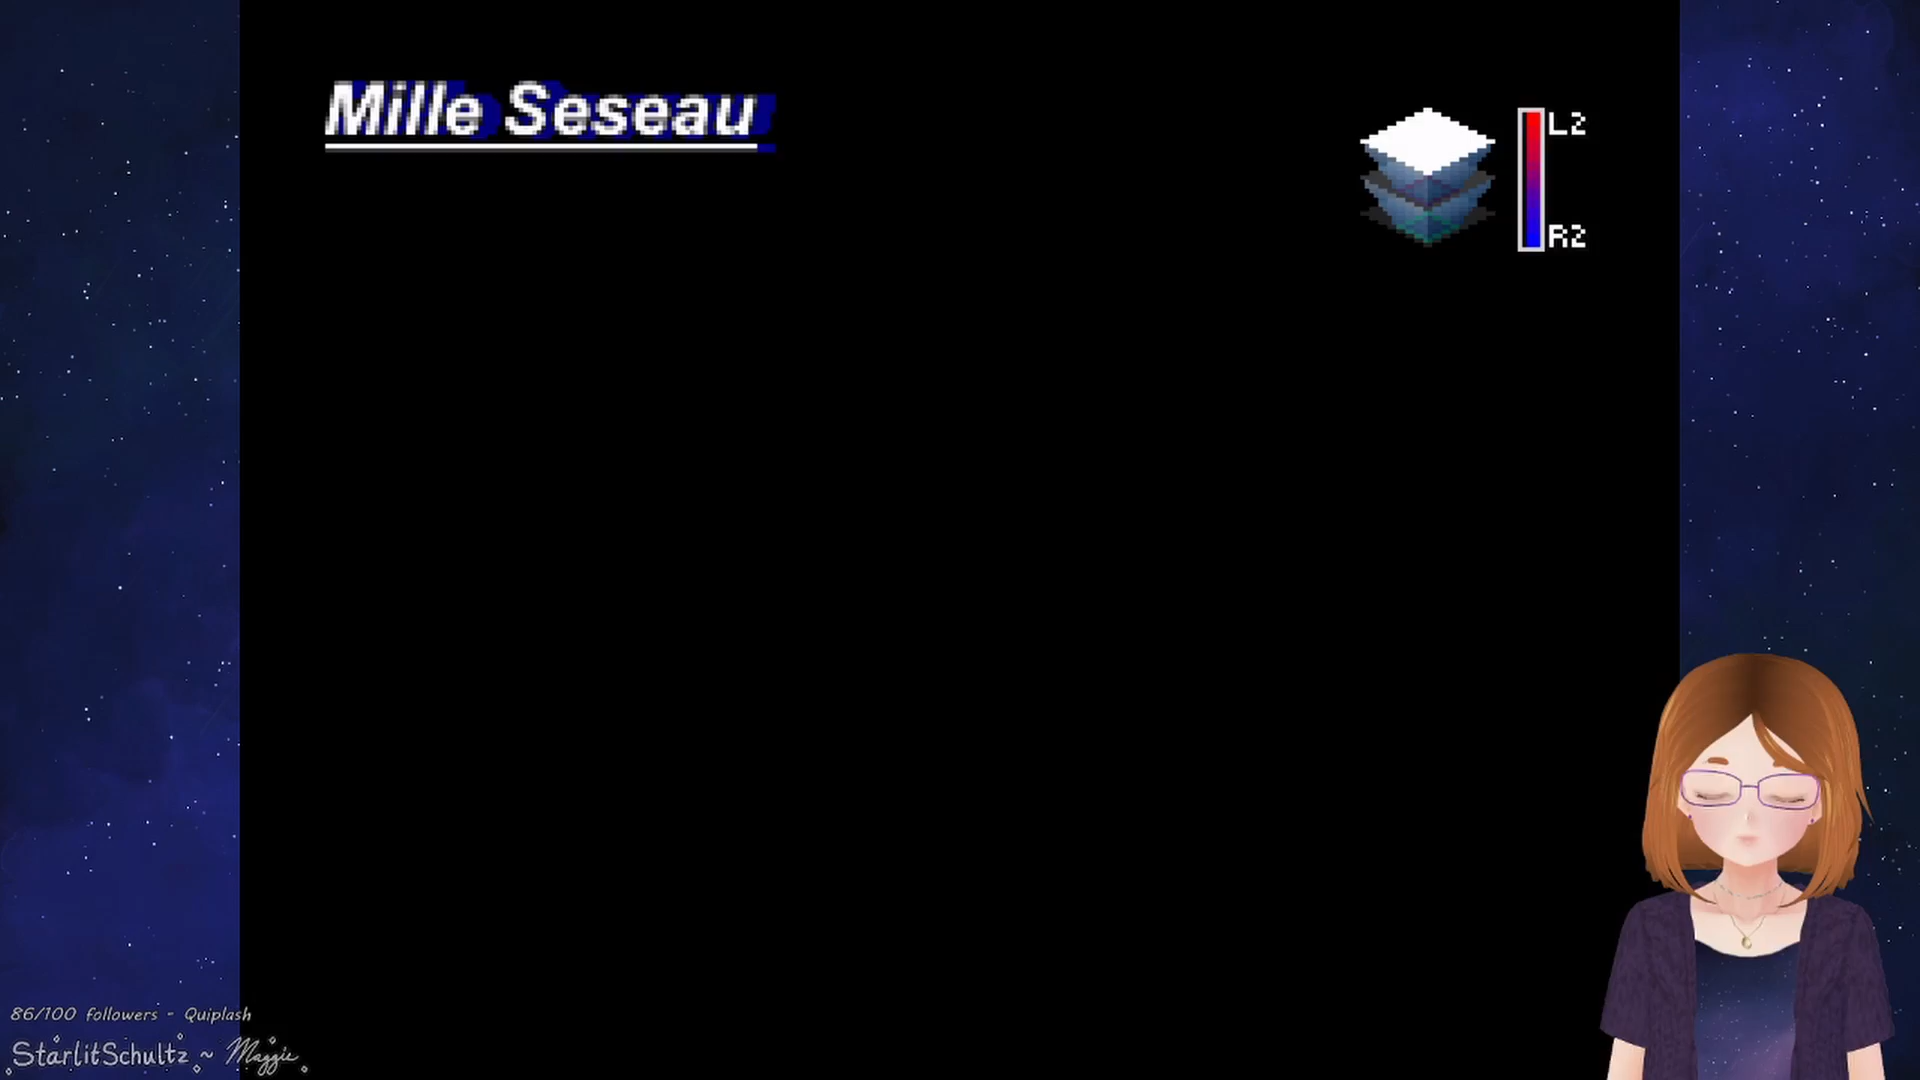 Mille Seseau
L2
R2
86/100 followers - Quiplash
StarlitSchultz ~ Maggie